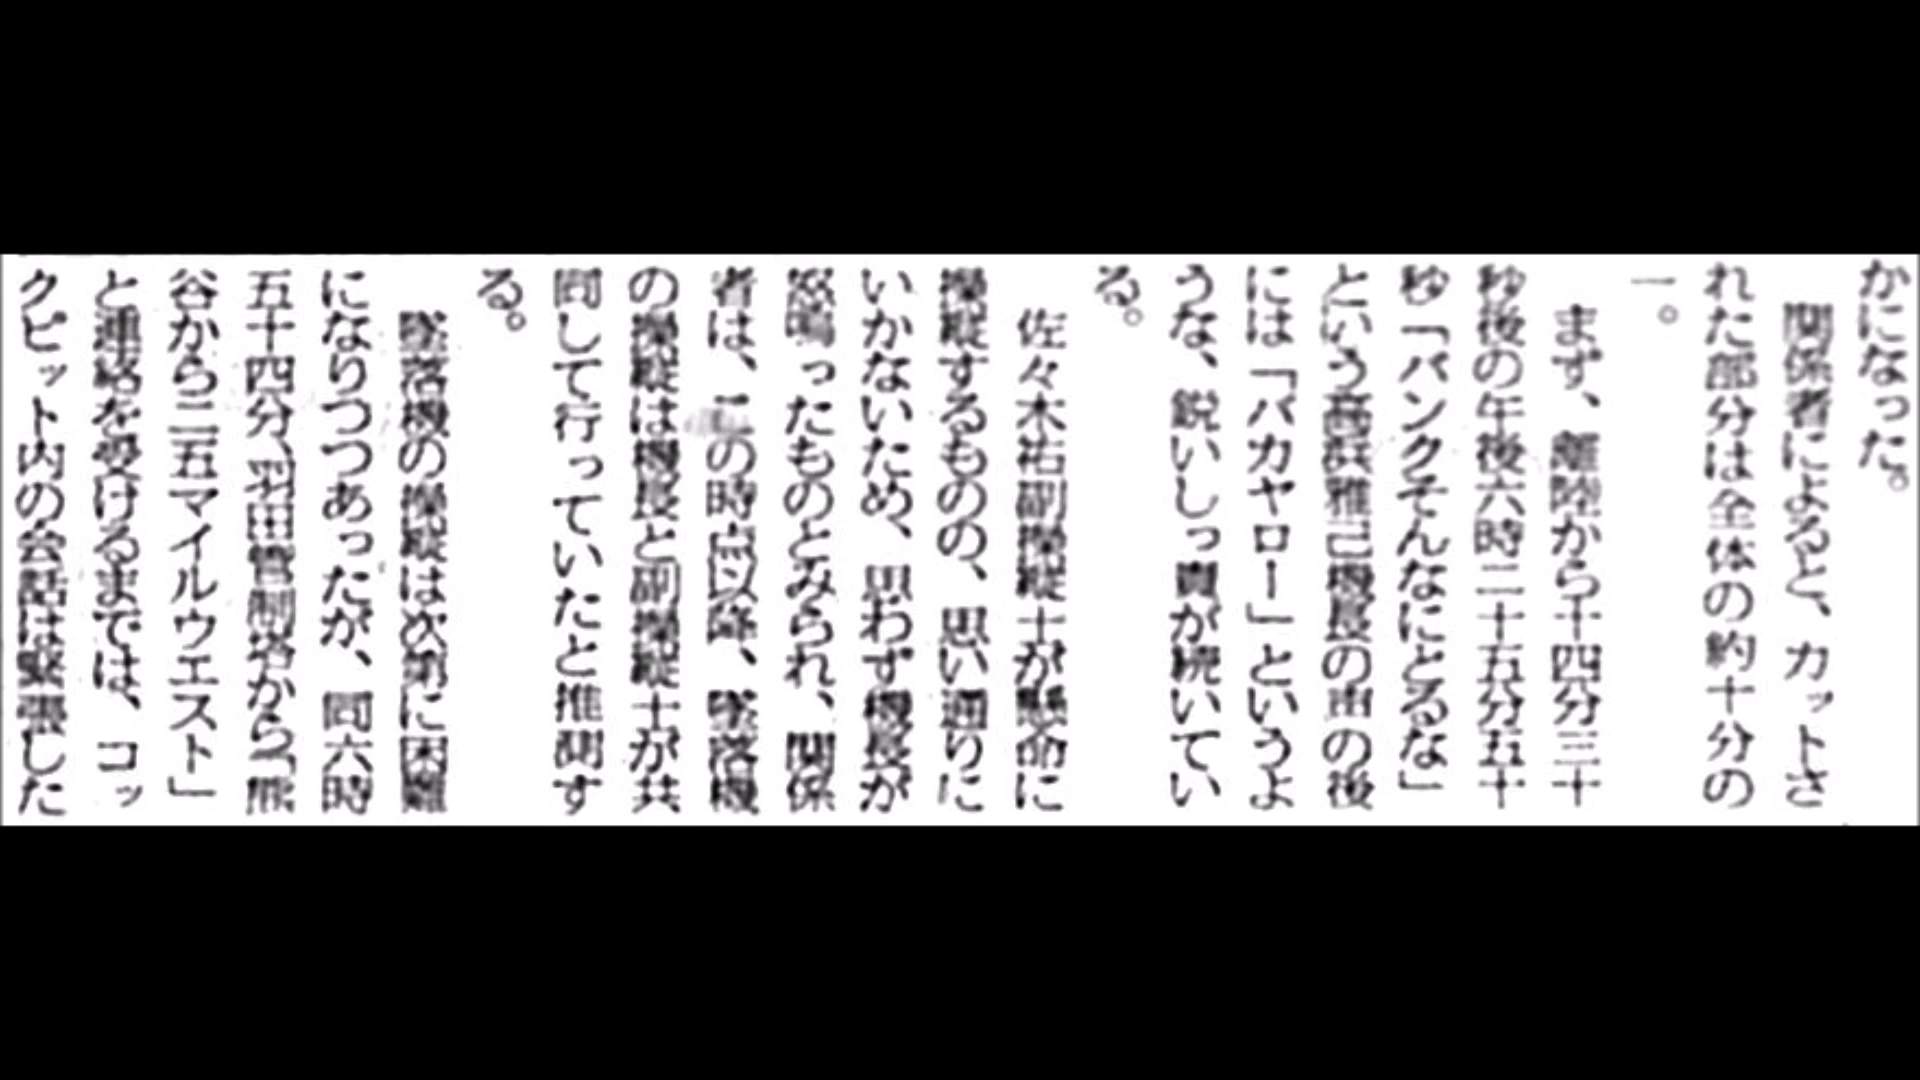 かになった。
関係者によると、カットさ
れた部分は全体の約十分の
一。
まず、離陸から十四分三十
秒後の午後六時二十五分五十
秒「バンクそんなにとるな」
という高浜雅己機長の声の後
には「バカヤロー」というよ
うな、鋭いしっ責が続いてい
る。
佐々木祐副操縦士が懸命に
操縦するものの、思い通りに
いかないため、思わず機長が
怒鳴ったものとみられ、関係
者は、この時点以降、墜落機
の操縦は機長と副操縦士が共
同して行っていたと推測す
る。
墜落機の操縦は次第に困難
になりつつあったが、同六時
五十四分、羽田管制塔から「熊
谷から二五マイルウエスト」
と連絡を受けるまでは、コッ
クピット内の会話は緊張した